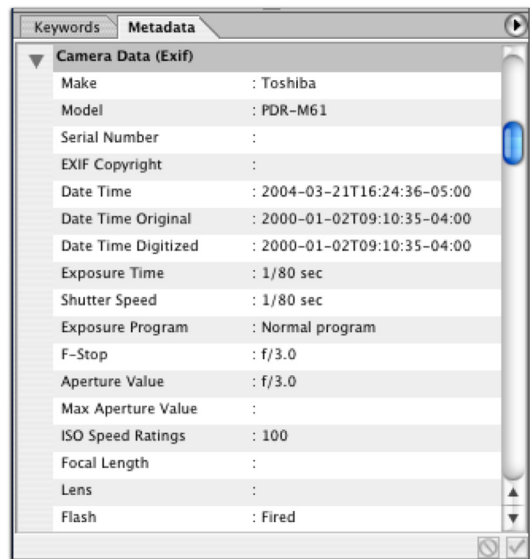 Keywords Metadata
Camera Data (Exif)
Make : Toshiba
Model : PDR-M61
Serial Number :
EXIF Copyright :
Date Time : 2004-03-21T16:24:36-05:00
Date Time Original : 2000-01-02T09:10:35-04:00
Date Time Digitized : 2000-01-02T09:10:35-04:00
Exposure Time : 1/80 sec
Shutter Speed : 1/80 sec
Exposure Program : Normal program
F-Stop : f/3.0
Aperture Value : f/3.0
Max Aperture Value :
ISO Speed Ratings : 100
Focal Length :
Lens :
Flash : Fired